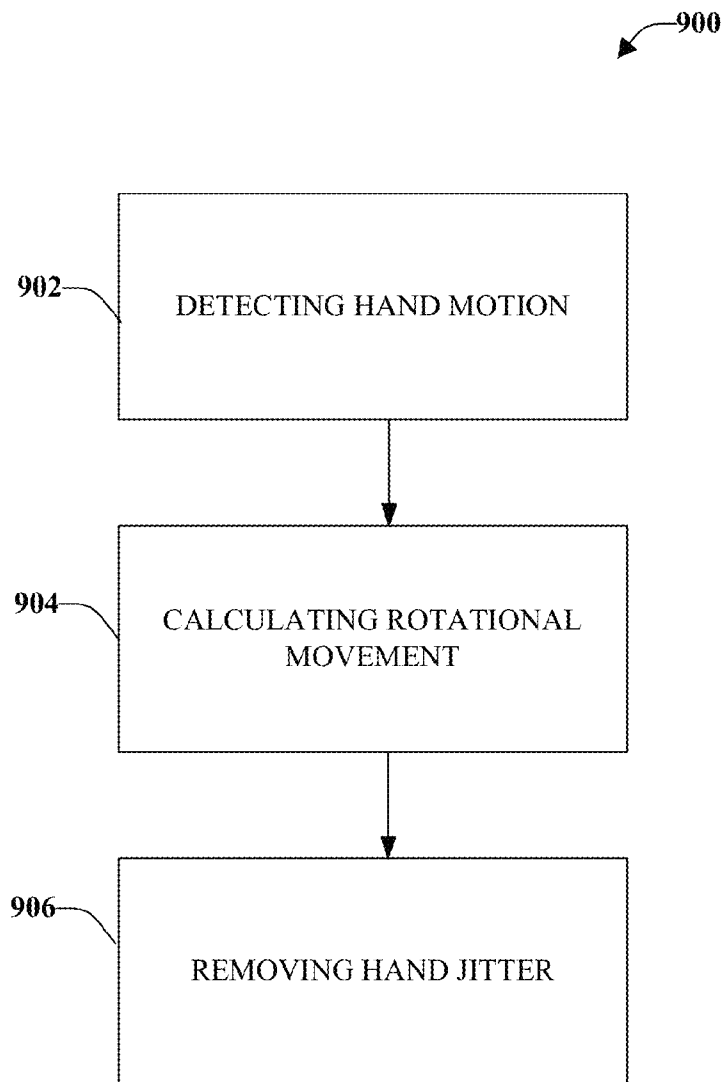 900
902
DETECTING HAND MOTION
904
CALCULATING ROTATIONAL
MOVEMENT
906
REMOVING HAND JITTER